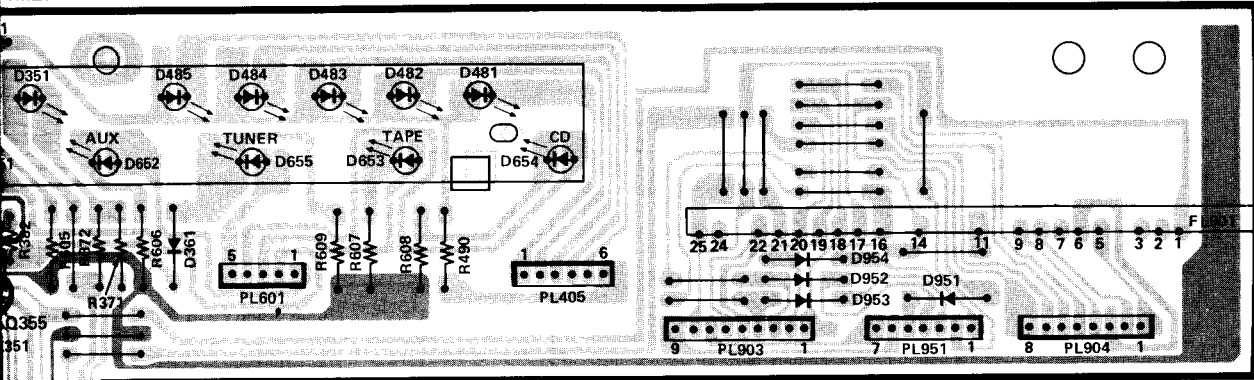 D351 D485 D484 D483 D482 D481
AUX TUNER TAPE CD
D652 D655 D653 D654
25 24 22 21 20 19 18 17 16 14 11 9 8 7 6 5 3 2 1
R672 R606 D361 R609 R607 R608 R490
D954
D952 D951
D953
R371
5 1
PL601
1 6
PL405
9 PL903 1
7 PL951 1
8 PL904 1